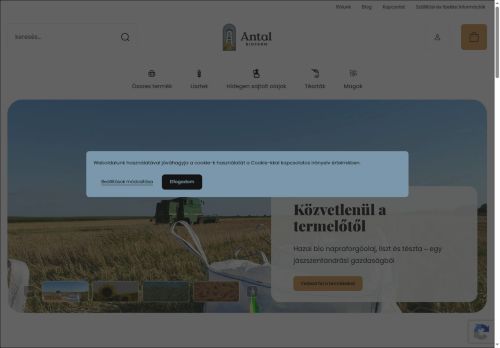 Rólunk Blog Kapcsolat Szállítási és fizetési információk
keresés...
Antal
BIOFARM
Összes termék Lisztek Hidegen sajtolt olajok Tészták Magok
Weboldalunk használatával jóváhagyja a cookie-k használatát a Cookie-kkal kapcsolatos irányelv értelmében.
Beállítások módosítása Elfogadom
Közvetlenül a
termelőtől
Hazai bio napraforgóolaj, liszt és tészta – egy
jászszentandrási gazdaságból